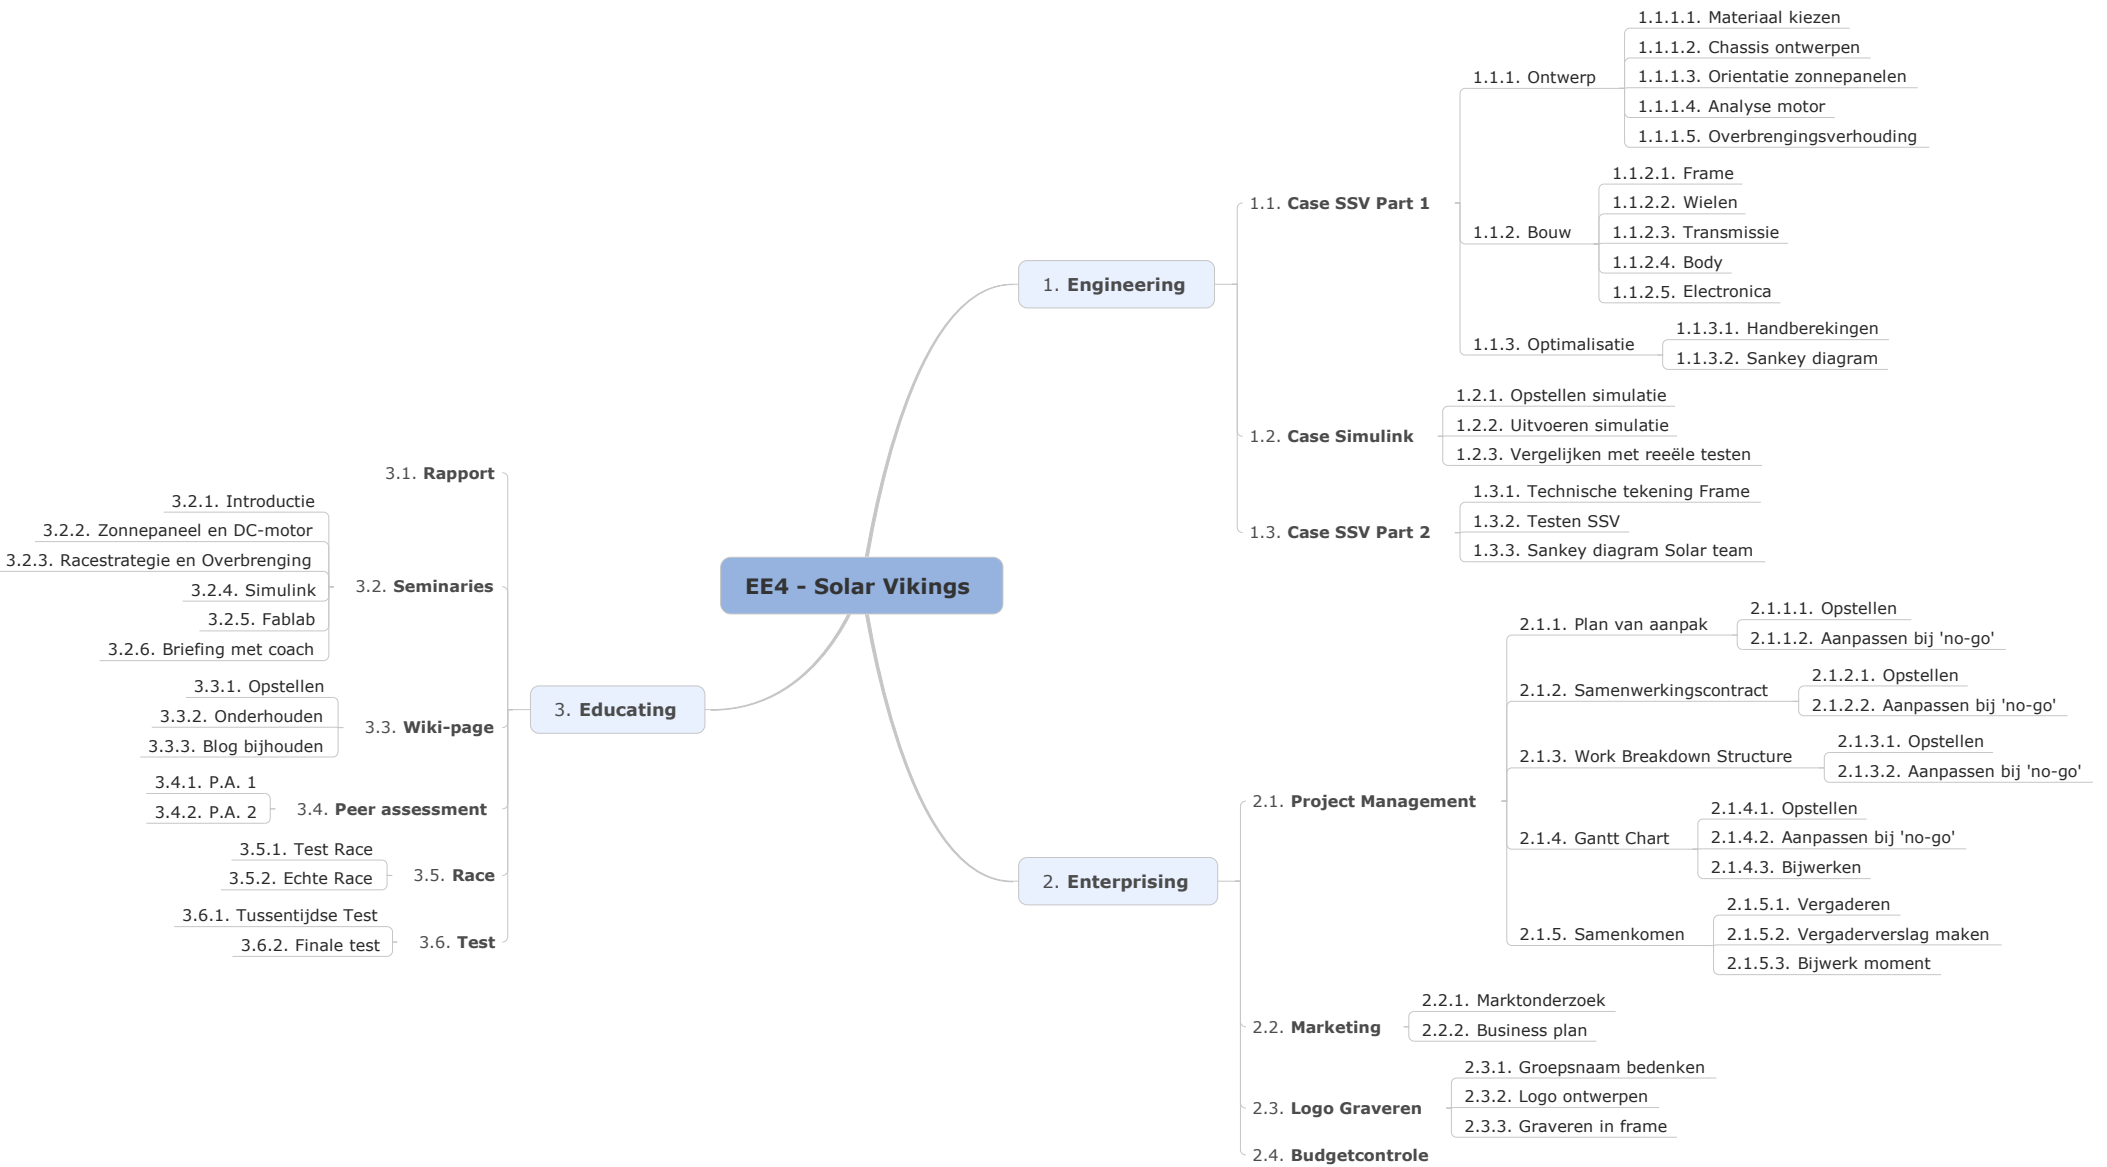 EE4 - Solar Vikings
1. Engineering
1.1. Case SSV Part 1
1.1.1. Ontwerp
1.1.1.1. Materiaal kiezen
1.1.1.2. Chassis ontwerpen
1.1.1.3. Orientatie zonnepanelen
1.1.1.4. Analyse motor
1.1.1.5. Overbrengingsverhouding
1.1.2. Bouw
1.1.2.1. Frame
1.1.2.2. Wielen
1.1.2.3. Transmissie
1.1.2.4. Body
1.1.2.5. Electronica
1.1.3. Optimalisatie
1.1.3.1. Handberekingen
1.1.3.2. Sankey diagram
1.2. Case Simulink
1.2.1. Opstellen simulatie
1.2.2. Uitvoeren simulatie
1.2.3. Vergelijken met reeële testen
1.3. Case SSV Part 2
1.3.1. Technische tekening Frame
1.3.2. Testen SSV
1.3.3. Sankey diagram Solar team
2. Enterprising
2.1. Project Management
2.1.1. Plan van aanpak
2.1.1.1. Opstellen
2.1.1.2. Aanpassen bij 'no-go'
2.1.2. Samenwerkingscontract
2.1.2.1. Opstellen
2.1.2.2. Aanpassen bij 'no-go'
2.1.3. Work Breakdown Structure
2.1.3.1. Opstellen
2.1.3.2. Aanpassen bij 'no-go'
2.1.4. Gantt Chart
2.1.4.1. Opstellen
2.1.4.2. Aanpassen bij 'no-go'
2.1.4.3. Bijwerken
2.1.5. Samenkomen
2.1.5.1. Vergaderen
2.1.5.2. Vergaderverslag maken
2.1.5.3. Bijwerk moment
2.2. Marketing
2.2.1. Marktonderzoek
2.2.2. Business plan
2.3. Logo Graveren
2.3.1. Groepsnaam bedenken
2.3.2. Logo ontwerpen
2.3.3. Graveren in frame
2.4. Budgetcontrole
3. Educating
3.1. Rapport
3.2. Seminaries
3.2.1. Introductie
3.2.2. Zonnepaneel en DC-motor
3.2.3. Racestrategie en Overbrenging
3.2.4. Simulink
3.2.5. Fablab
3.2.6. Briefing met coach
3.3. Wiki-page
3.3.1. Opstellen
3.3.2. Onderhouden
3.3.3. Blog bijhouden
3.4. Peer assessment
3.4.1. P.A. 1
3.4.2. P.A. 2
3.5. Race
3.5.1. Test Race
3.5.2. Echte Race
3.6. Test
3.6.1. Tussentijdse Test
3.6.2. Finale test